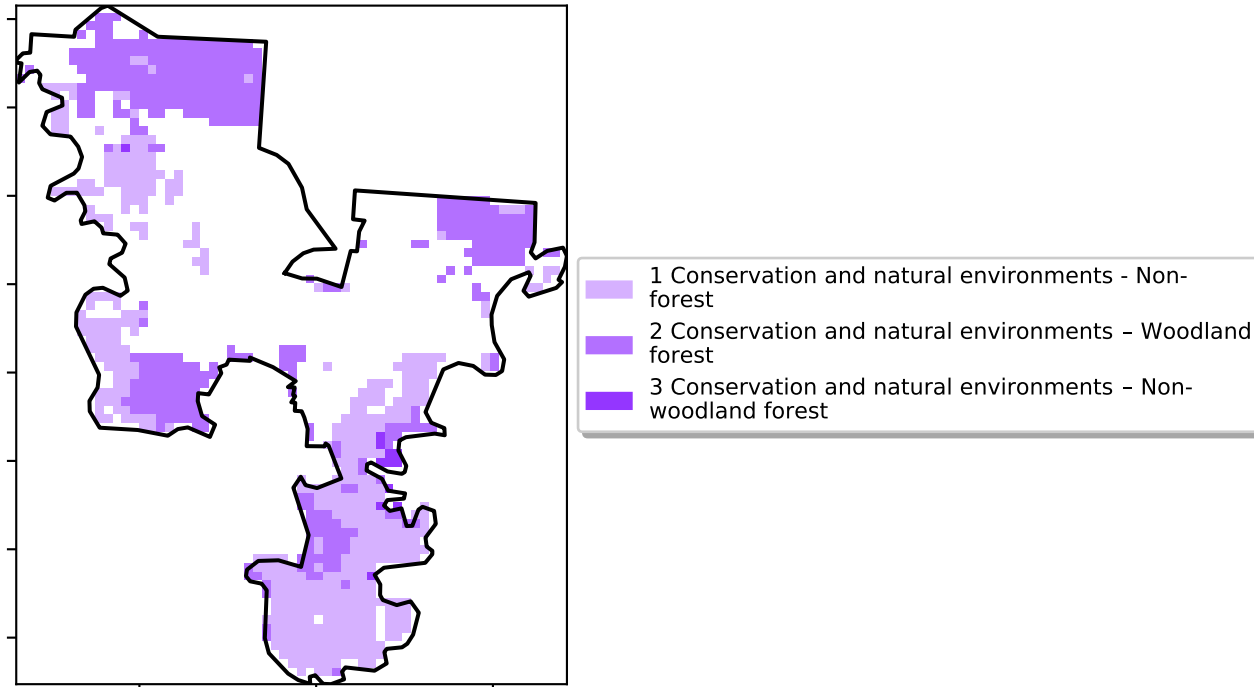 1 Conservation and natural environments - Non-
forest
2 Conservation and natural environments – Woodland
forest
3 Conservation and natural environments – Non-
woodland forest